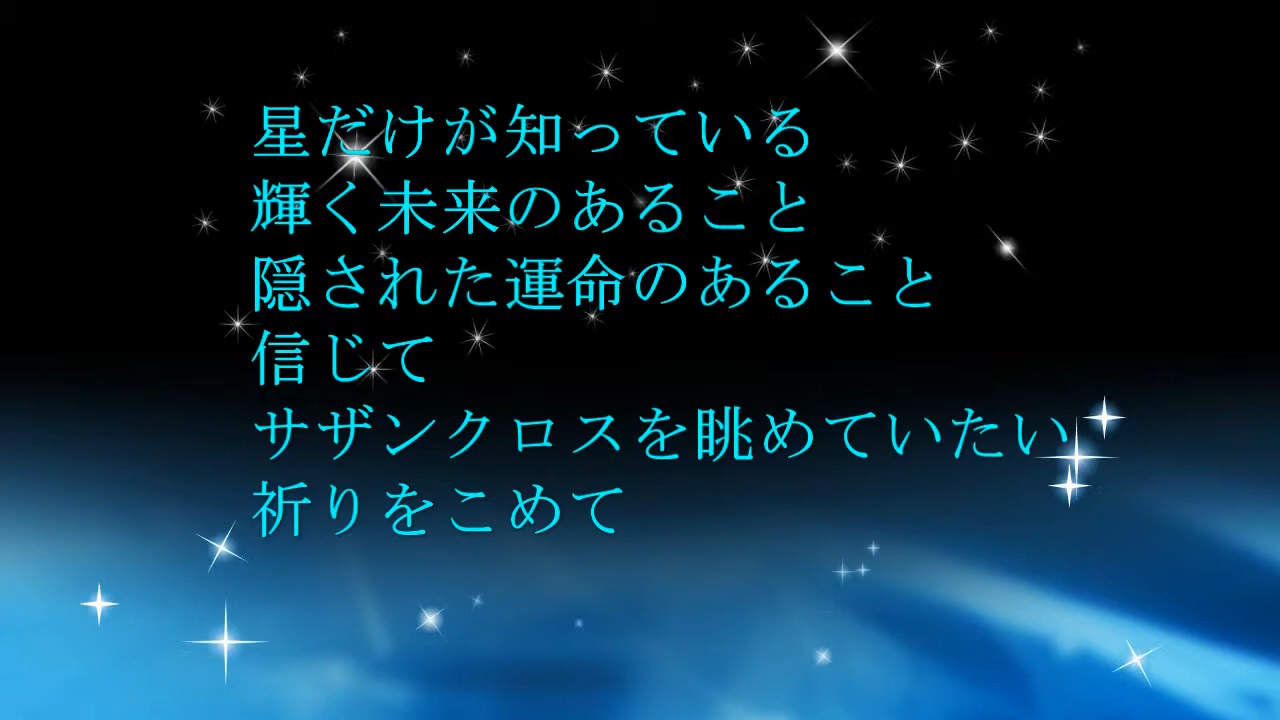 星だけが知っている
輝く未来のあること
隠された運命のあること
信じて
サザンクロスを眺めていたい
祈りをこめて